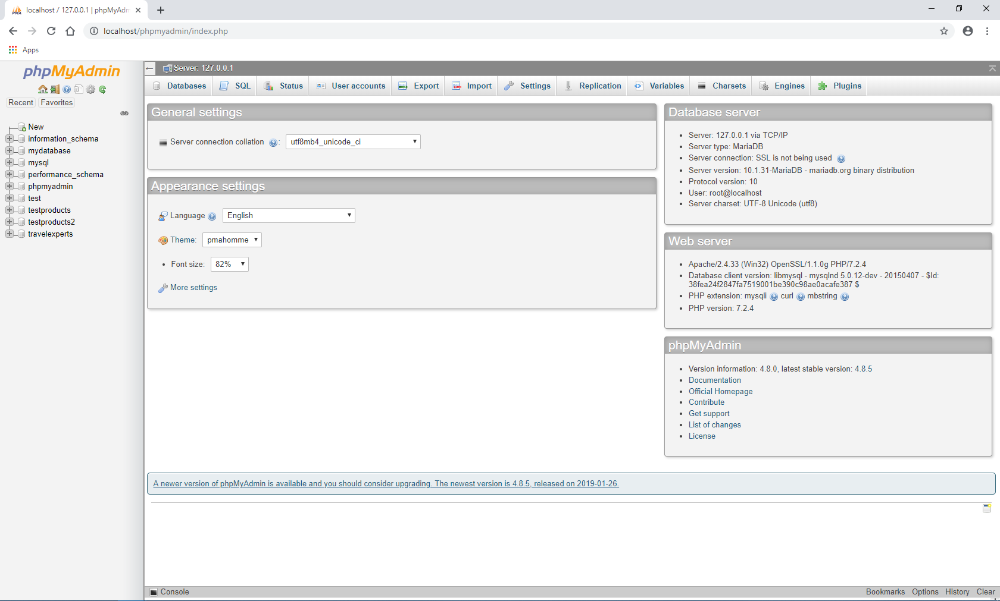 localhost / 127.0.0.1 | phpMyAdm
localhost/phpmyadmin/index.php
Apps
phpMyAdmin
Recent Favorites
New
information_schema
mydatabase
mysql
performance_schema
phpmyadmin
test
testproducts
testproducts2
travelexperts
Server: 127.0.0.1
Databases SQL Status User accounts Export Import Settings Replication Variables Charsets Engines Plugins
General settings
Server connection collation : utf8mb4_unicode_ci
Appearance settings
Language English
Theme: pmahomme
Font size: 82%
More settings
Database server
Server: 127.0.0.1 via TCP/IP
Server type: MariaDB
Server connection: SSL is not being used
Server version: 10.1.31-MariaDB - mariadb.org binary distribution
Protocol version: 10
User: root@localhost
Server charset: UTF-8 Unicode (utf8)
Web server
Apache/2.4.33 (Win32) OpenSSL/1.1.0g PHP/7.2.4
Database client version: libmysql - mysqlnd 5.0.12-dev - 20150407 - $Id:
38fea24f2847fa7519001be390c98ae0acafe387 $
PHP extension: mysqli curl mbstring
PHP version: 7.2.4
phpMyAdmin
Version information: 4.8.0, latest stable version: 4.8.5
Documentation
Official Homepage
Contribute
Get support
List of changes
License
A newer version of phpMyAdmin is available and you should consider upgrading. The newest version is 4.8.5, released on 2019-01-26.
Console
Bookmarks Options History Clear